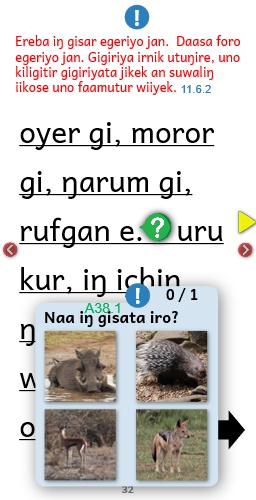 Ereba iŋ gisar egeriyo jan. Daasa foro
egeriyo jan. Gigiriya irnik utuŋire, uno
kiligitir gigiriyata jikek an suwaliŋ
iikose uno faamutur wiiyek. 11.6.2
oyer gi, moror
gi, ŋarum gi,
rufgan e. ? uru
kur, iŋ ichin
! 0 / 1
A38.1
Naa iŋ gisata iro?
32